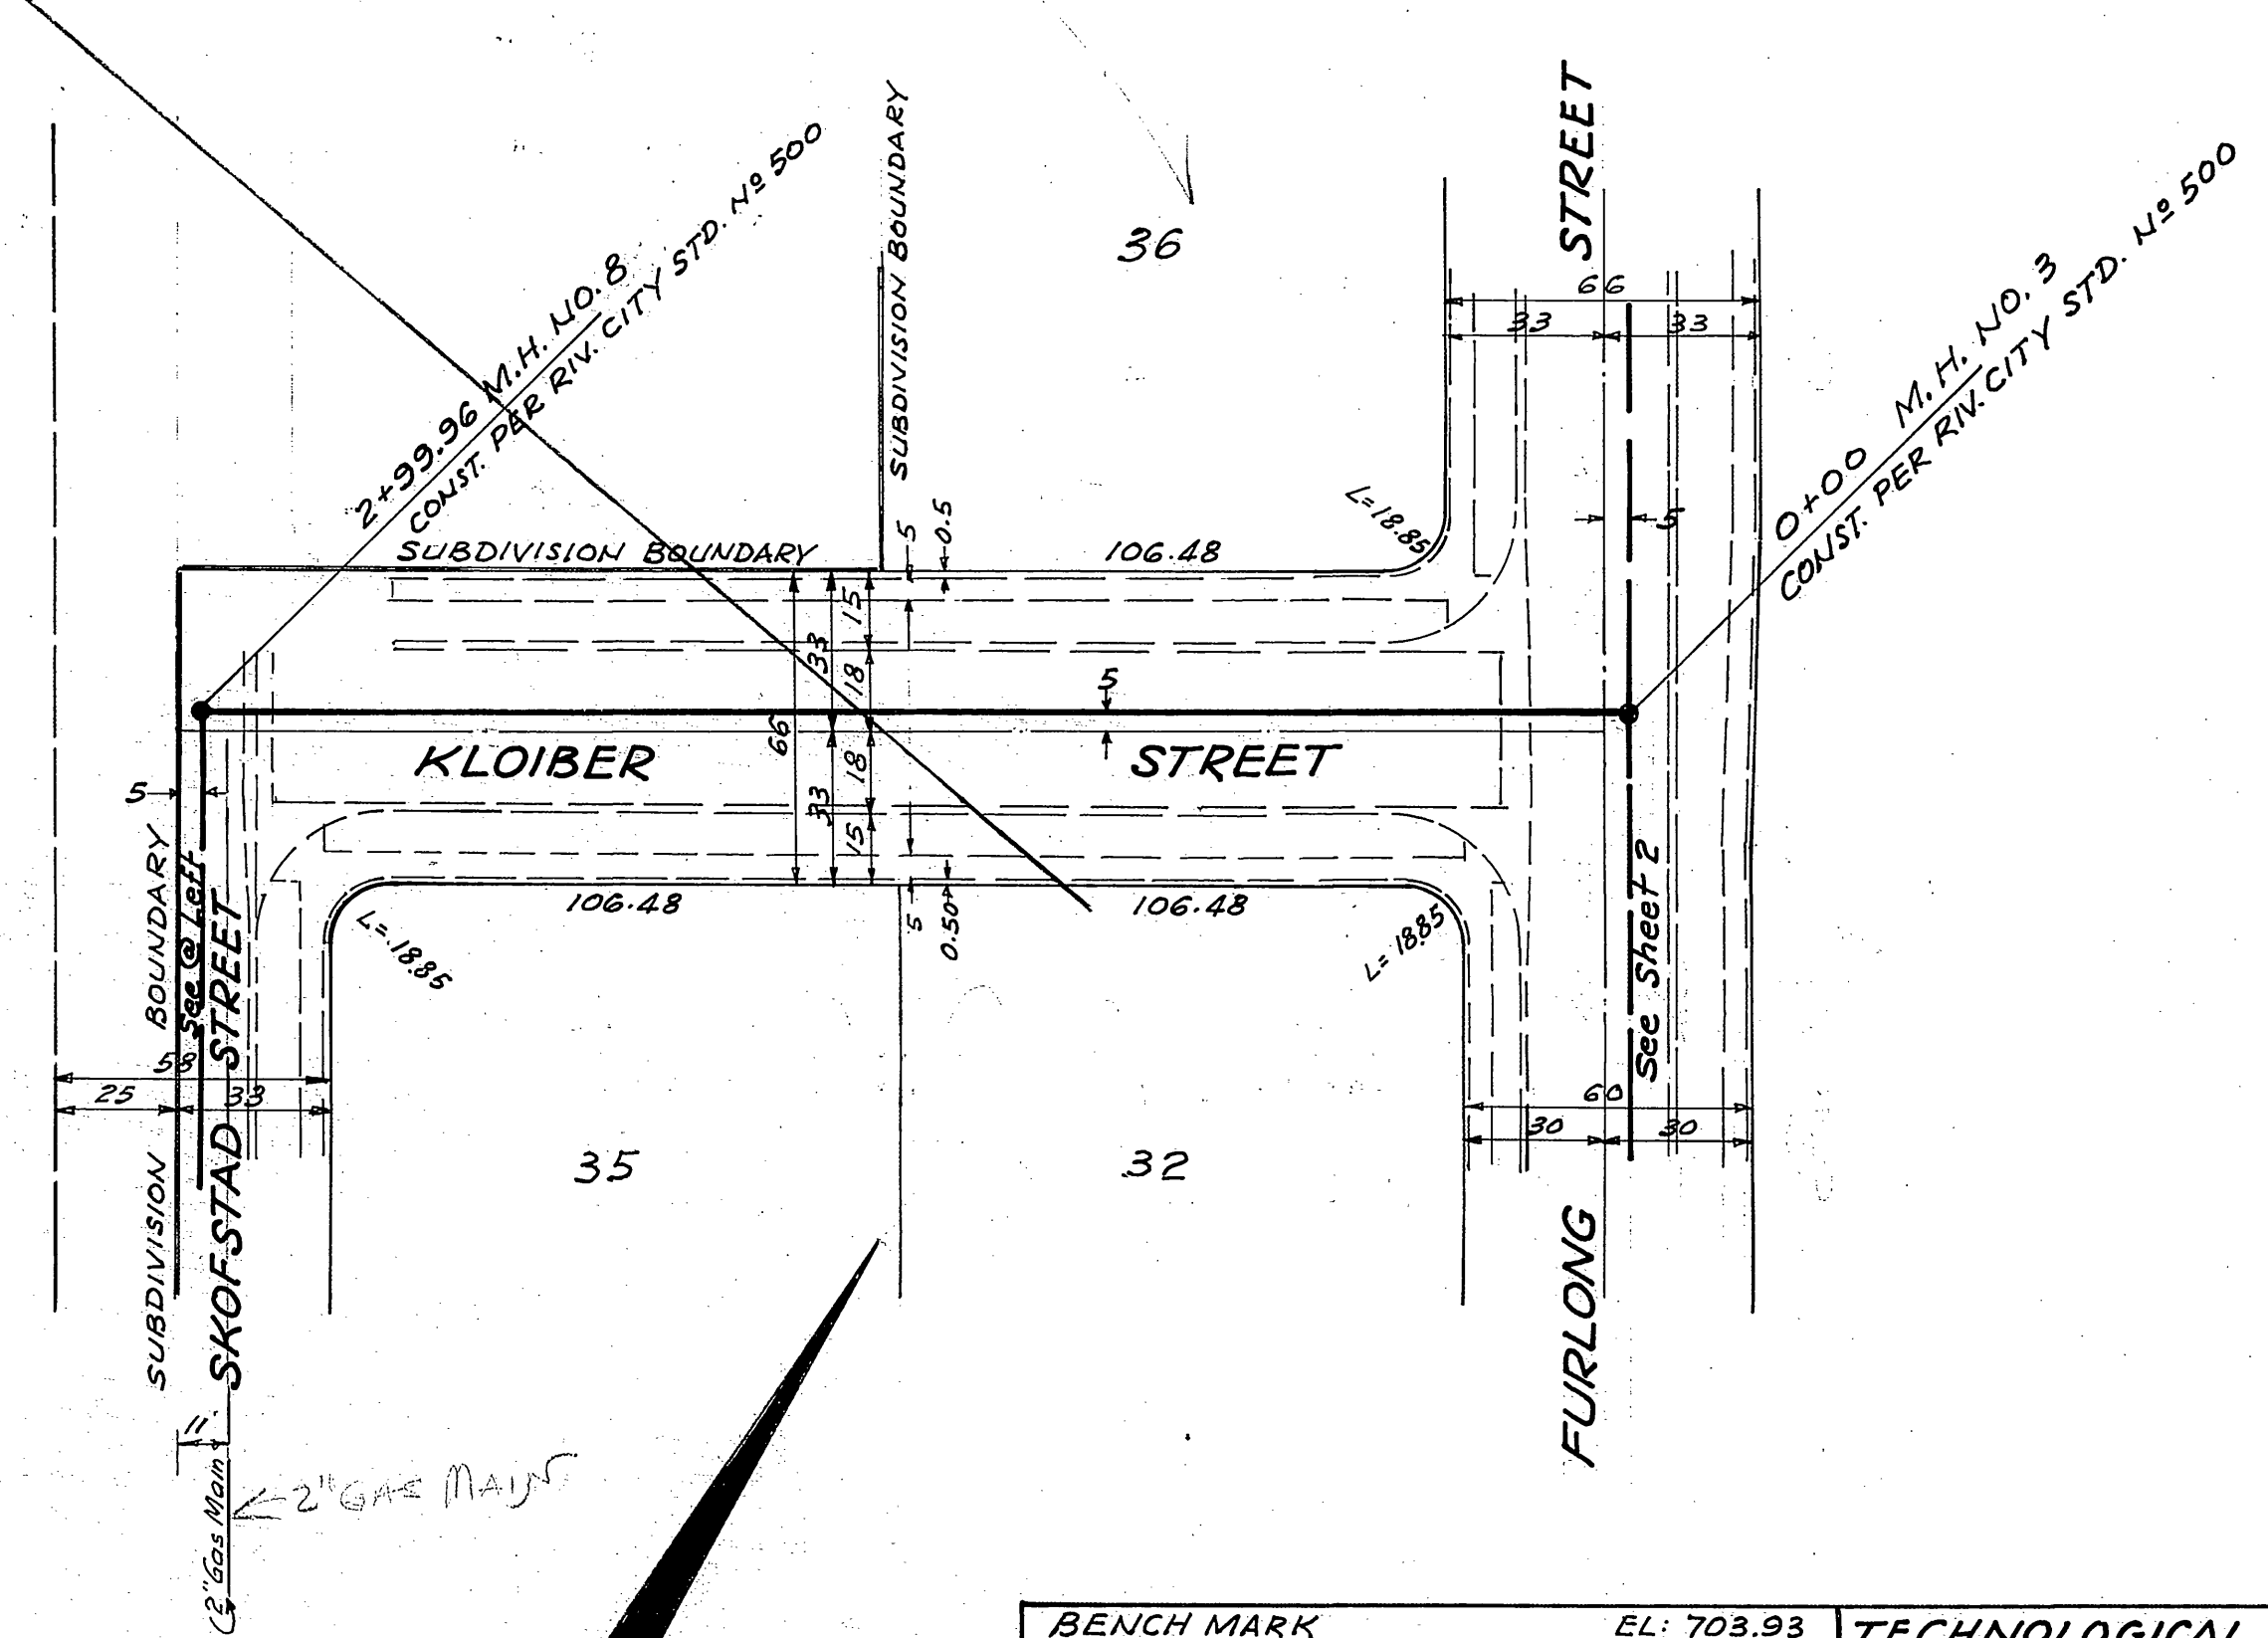 STREET
36
SUBDIVISION BOUNDARY
2+99.96 M.H. NO. 8
CONST. PER RIV. CITY STD. Nº 500
0+00 M.H. NO. 3
CONST. PER RIV. CITY STD. Nº 500
66
33
33
5
L=18.85
SUBDIVISION BOUNDARY
5
0.5
106.48
15
33
18
66
5
KLOIBER STREET
18
33
15
5
106.48
5
0.50
106.48
L=18.85
L=18.85
SUBDIVISION BOUNDARY
See @ Left
SKOFSTAD STREET
See Sheet 2
58
25
33
60
30
30
35
32
FURLONG
11
2" GAS MAIN
(2" Gas Main
BENCH MARK
EL: 703.93
TECHNOLOGICAL